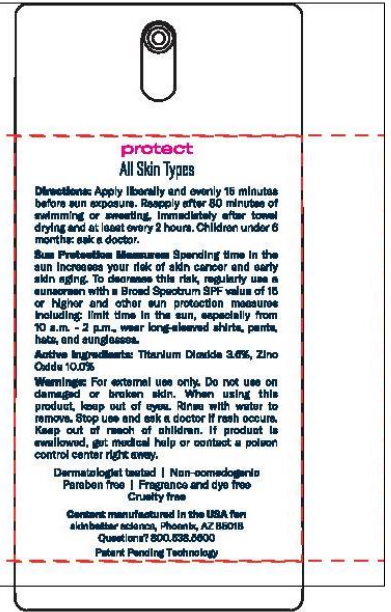 protect
All Skin Types
Directions: Apply liberally and evenly 15 minutes
before sun exposure. Reapply after 80 minutes of
swimming or sweating, immediately after towel
drying and at least every 2 hours. Children under 6
months: ask a doctor.
Sun Protection Measures: Spending time in the
sun increases your risk of skin cancer and early
skin aging. To decrease this risk, regularly use a
sunscreen with a Broad Spectrum SPF value of 15
or higher and other sun protection measures
including: limit time in the sun, especially from
10 a.m. - 2 p.m., wear long-sleeved shirts, pants,
hats, and sunglasses.
Active Ingredients: Titanium Dioxide 3.6%, Zinc
Oxide 10.0%
Warnings: For external use only. Do not use on
damaged or broken skin. When using this
product, keep out of eyes. Rinse with water to
remove. Stop use and ask a doctor if rash occurs.
Keep out of reach of children. If product is
swallowed, get medical help or contact a poison
control center right away.
Dermatologist tested | Non-comedogenic
Paraben free | Fragrance and dye free
Cruelty free
Content manufactured in the USA for:
skinbetter science, Phoenix, AZ
Questions?
Patent Pending Technology